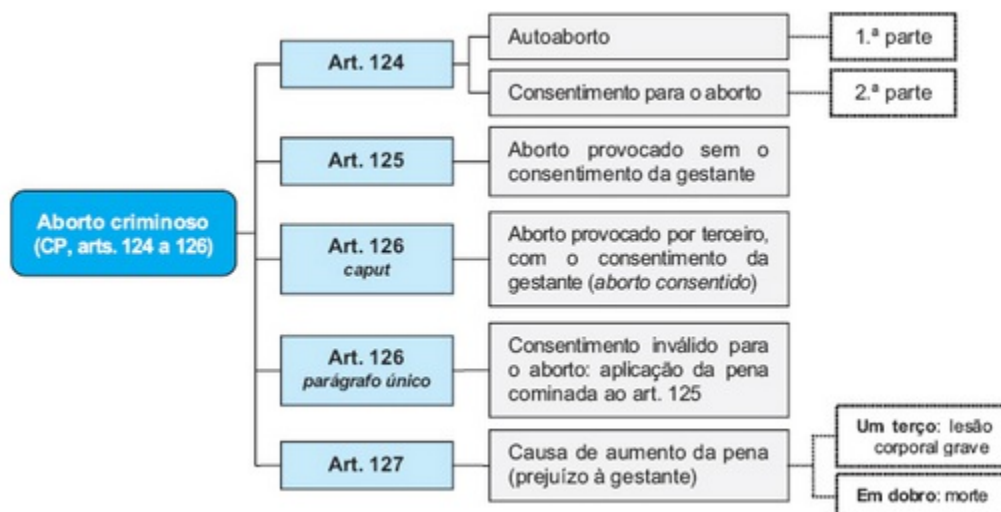 Aborto criminoso
(CP, arts. 124 a 126)
Art. 124
Autoaborto
1.ª parte
Consentimento para o aborto
2.ª parte
Art. 125
Aborto provocado sem o
consentimento da gestante
Art. 126
caput
Aborto provocado por terceiro,
com o consentimento da
gestante (aborto consentido)
Art. 126
parágrafo único
Consentimento inválido para
o aborto: aplicação da pena
cominada ao art. 125
Art. 127
Causa de aumento da pena
(prejuízo à gestante)
Um terço: lesão
corporal grave
Em dobro: morte